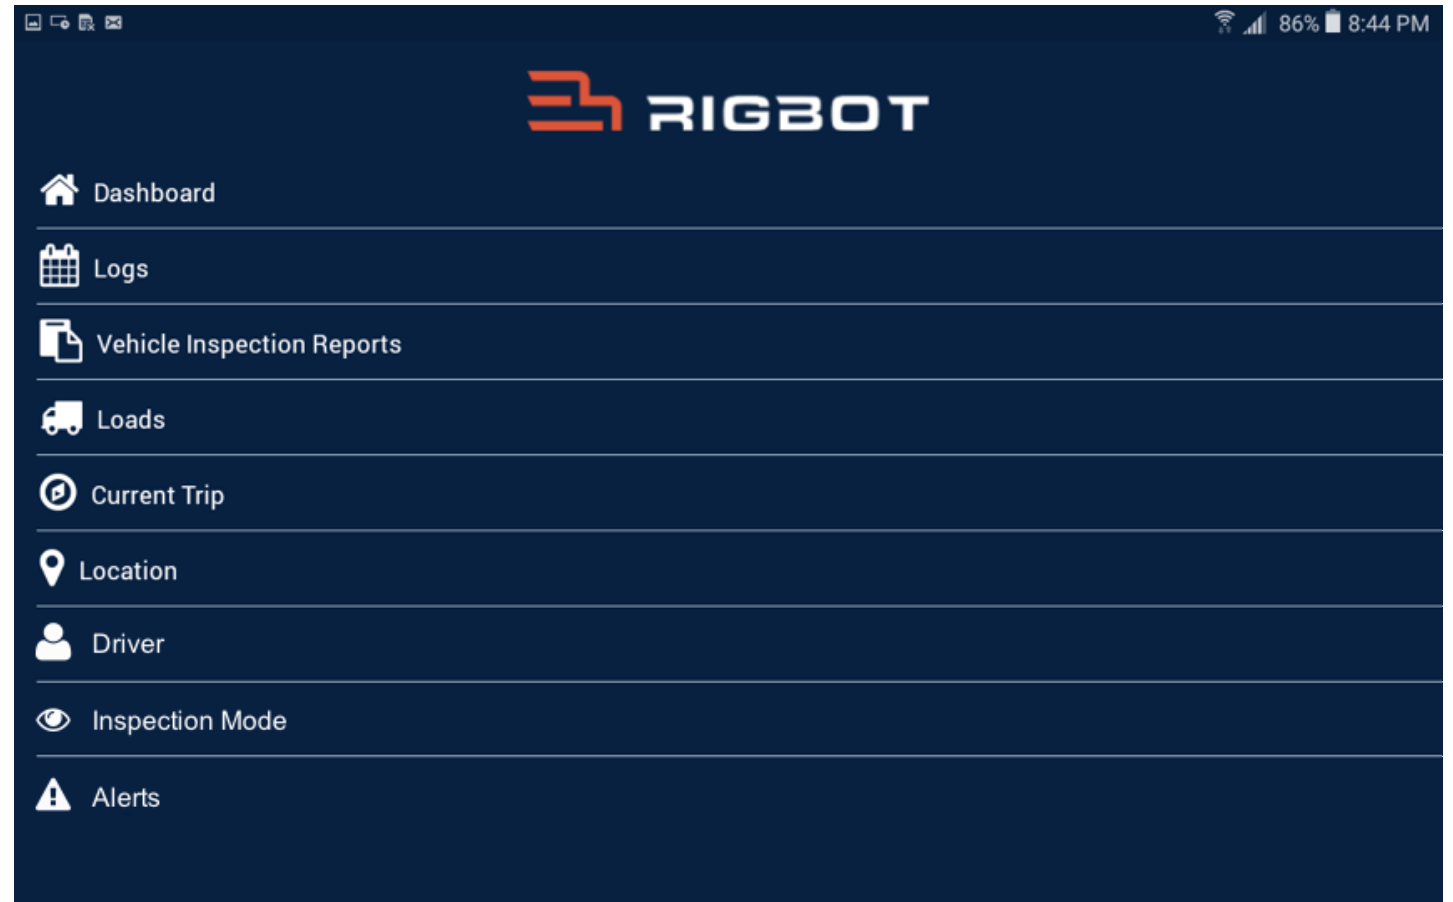 86% 8:44 PM
RIGBOT
Dashboard
Logs
Vehicle Inspection Reports
Loads
Current Trip
Location
Driver
Inspection Mode
Alerts